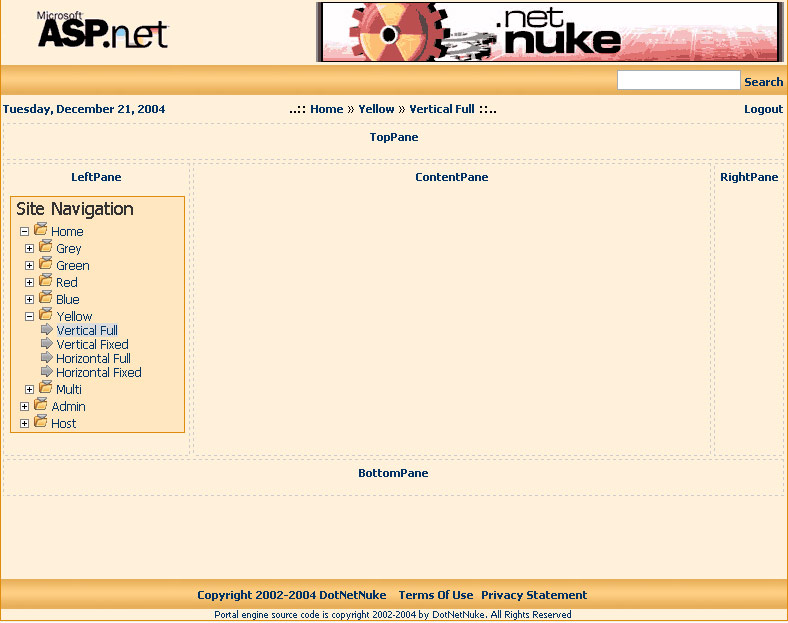 Microsoft
ASP.net
.net
nuke
Search
Tuesday, December 21, 2004 ..:: Home » Yellow » Vertical Full ::.. Logout
TopPane
LeftPane ContentPane RightPane
Site Navigation
Home
Grey
Green
Red
Blue
Yellow
Vertical Full
Vertical Fixed
Horizontal Full
Horizontal Fixed
Multi
Admin
Host
BottomPane
Copyright 2002-2004 DotNetNuke Terms Of Use Privacy Statement
Portal engine source code is copyright 2002-2004 by DotNetNuke. All Rights Reserved